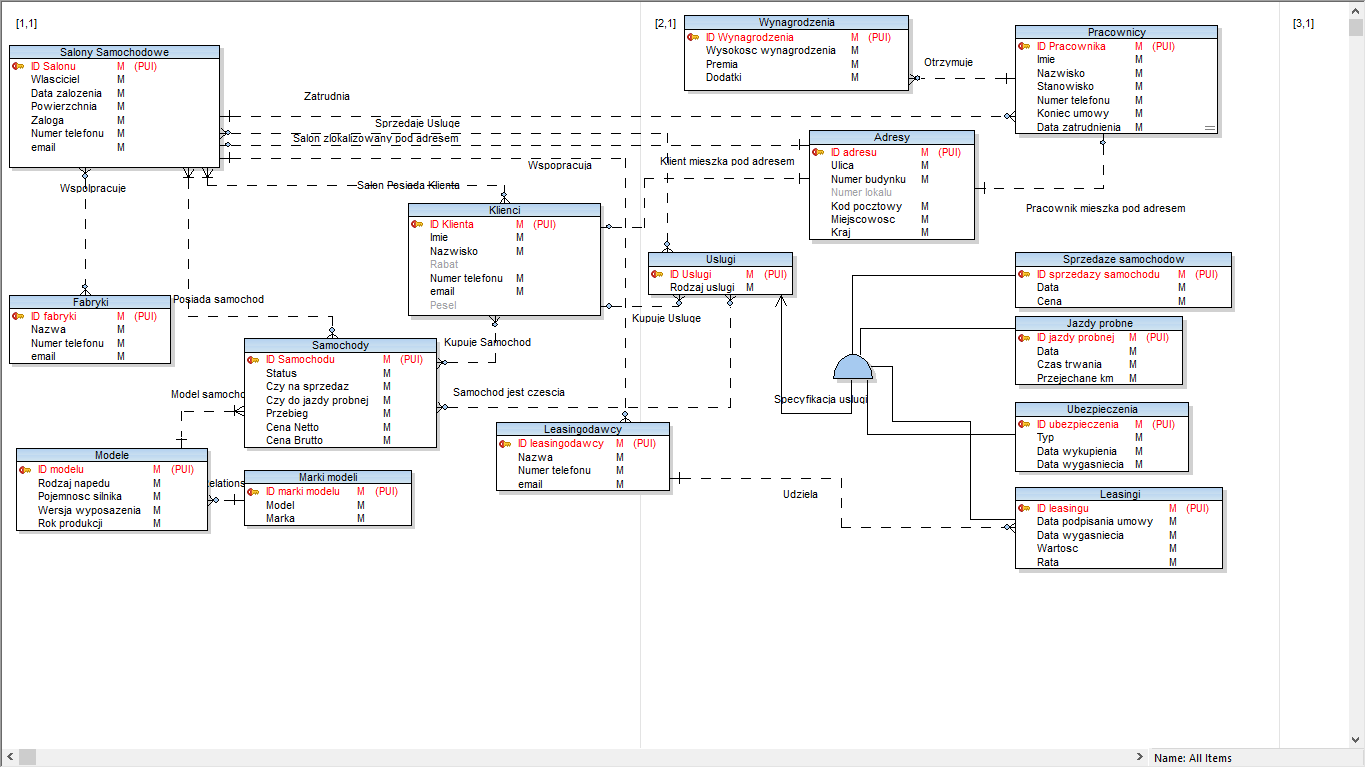 [1,1]
[2,1]
[3,1]
Salony Samochodowe
ID Salonu M (PUI)
Wlasciciel M
Data zalozenia M
Powierzchnia M
Zaloga M
Numer telefonu M
email M
Wynagrodzenia
ID Wynagrodzenia M (PUI)
Wysokosc wynagrodzenia M
Premia M
Dodatki M
Otrzymuje
Pracownicy
ID Pracownika M (PUI)
Imie M
Nazwisko M
Stanowisko M
Numer telefonu M
Koniec umowy M
Data zatrudnienia M
Zatrudnia
Sprzedaje Usluge
Salon zlokalizowany pod adresem
Wspopracuja
Klient mieszka pod adresem
Adresy
ID adresu M (PUI)
Ulica M
Numer budynku M
Numer lokalu
Kod pocztowy M
Miejscowosc M
Kraj M
Pracownik mieszka pod adresem
Wspolpracuje
Salon Posiada Klienta
Klienci
ID Klienta M (PUI)
Imie M
Nazwisko M
Rabat
Numer telefonu M
email M
Pesel
Uslugi
ID Uslugi M (PUI)
Rodzaj uslugi M
Sprzedaze samochodow
ID sprzedazy samochodu M (PUI)
Data M
Cena M
Fabryki
ID fabryki M (PUI)
Nazwa M
Numer telefonu M
email M
Posiada samochod
Kupuje Usluge
Jazdy probne
ID jazdy probnej M (PUI)
Data M
Czas trwania M
Przejechane km M
Samochody
ID Samochodu M (PUI)
Status M
Czy na sprzedaz M
Czy do jazdy probnej M
Przebieg M
Cena Netto M
Cena Brutto M
Kupuje Samochod
Model samocho
Samochod jest czescia
Specyfikacja uslugi
Ubezpieczenia
ID ubezpieczenia M (PUI)
Typ M
Data wykupienia M
Data wygasniecia M
Leasingodawcy
ID leasingodawcy M (PUI)
Nazwa M
Numer telefonu M
email M
Modele
ID modelu M (PUI)
Rodzaj napedu M
Pojemnosc silnika M
Wersja wyposazenia M
Rok produkcji M
elations
Marki modeli
ID marki modelu M (PUI)
Model M
Marka M
Udziela
Leasingi
ID leasingu M (PUI)
Data podpisania umowy M
Data wygasniecia M
Wartosc M
Rata M
Name: All Items